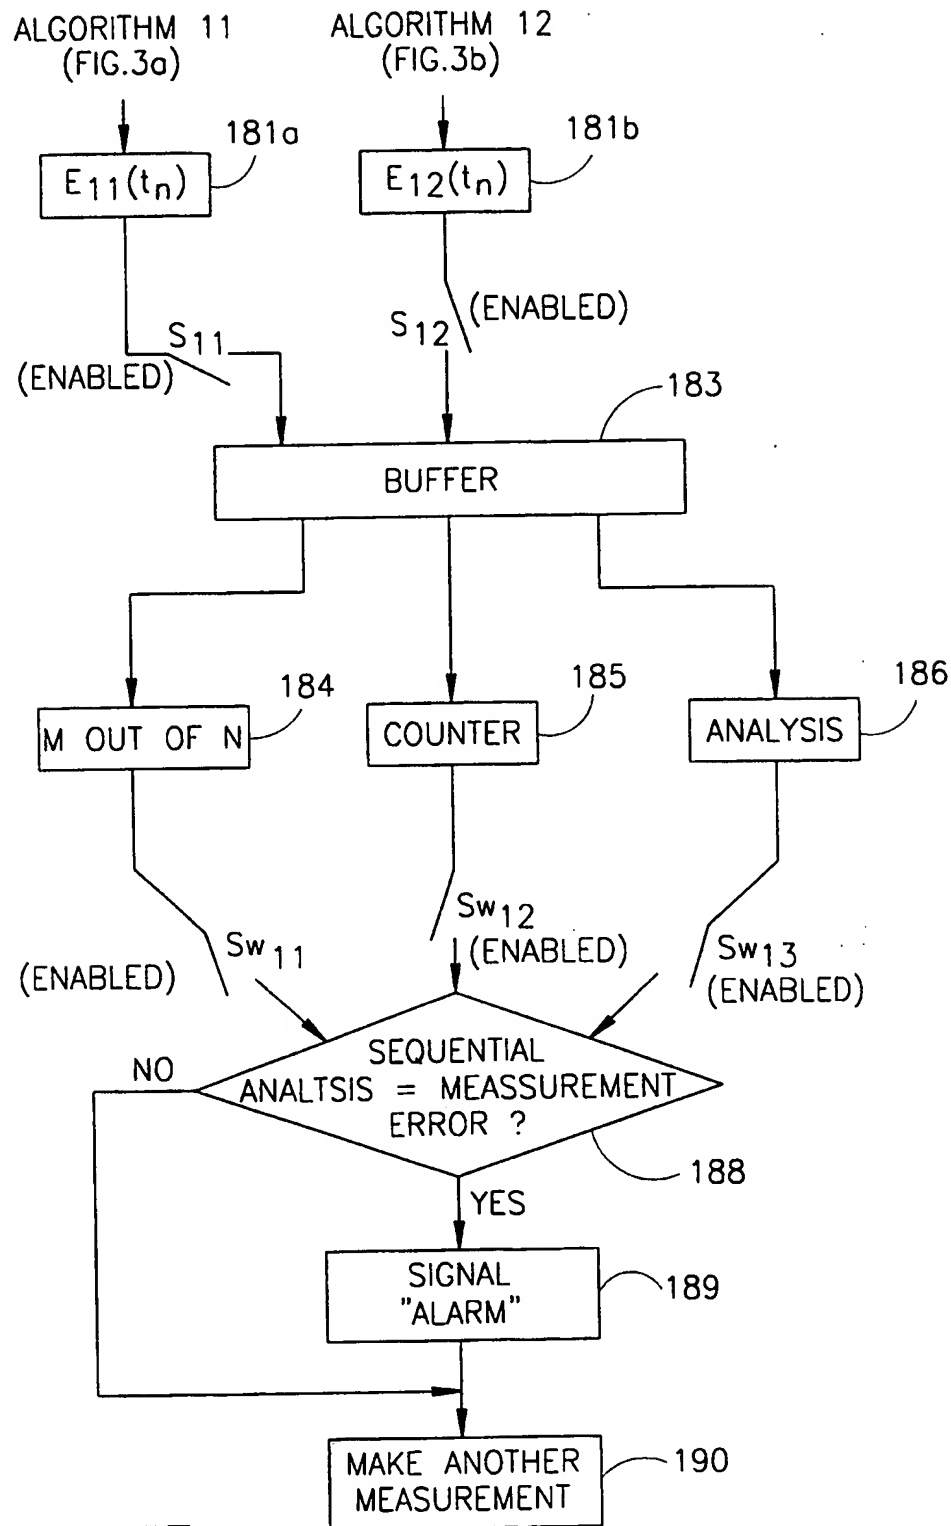 ALGORITHM 11
(FIG.3a)
ALGORITHM 12
(FIG.3b)
181a
E11(tn)
181b
E12(tn)
S11
(ENABLED)
S12
(ENABLED)
183
BUFFER
184
M OUT OF N
185
COUNTER
186
ANALYSIS
Sw11
(ENABLED)
Sw12
(ENABLED)
Sw13
(ENABLED)
NO
SEQUENTIAL
ANALTSIS = MEASSUREMENT
ERROR ?
188
YES
SIGNAL
"ALARM"
189
MAKE ANOTHER
MEASUREMENT
190